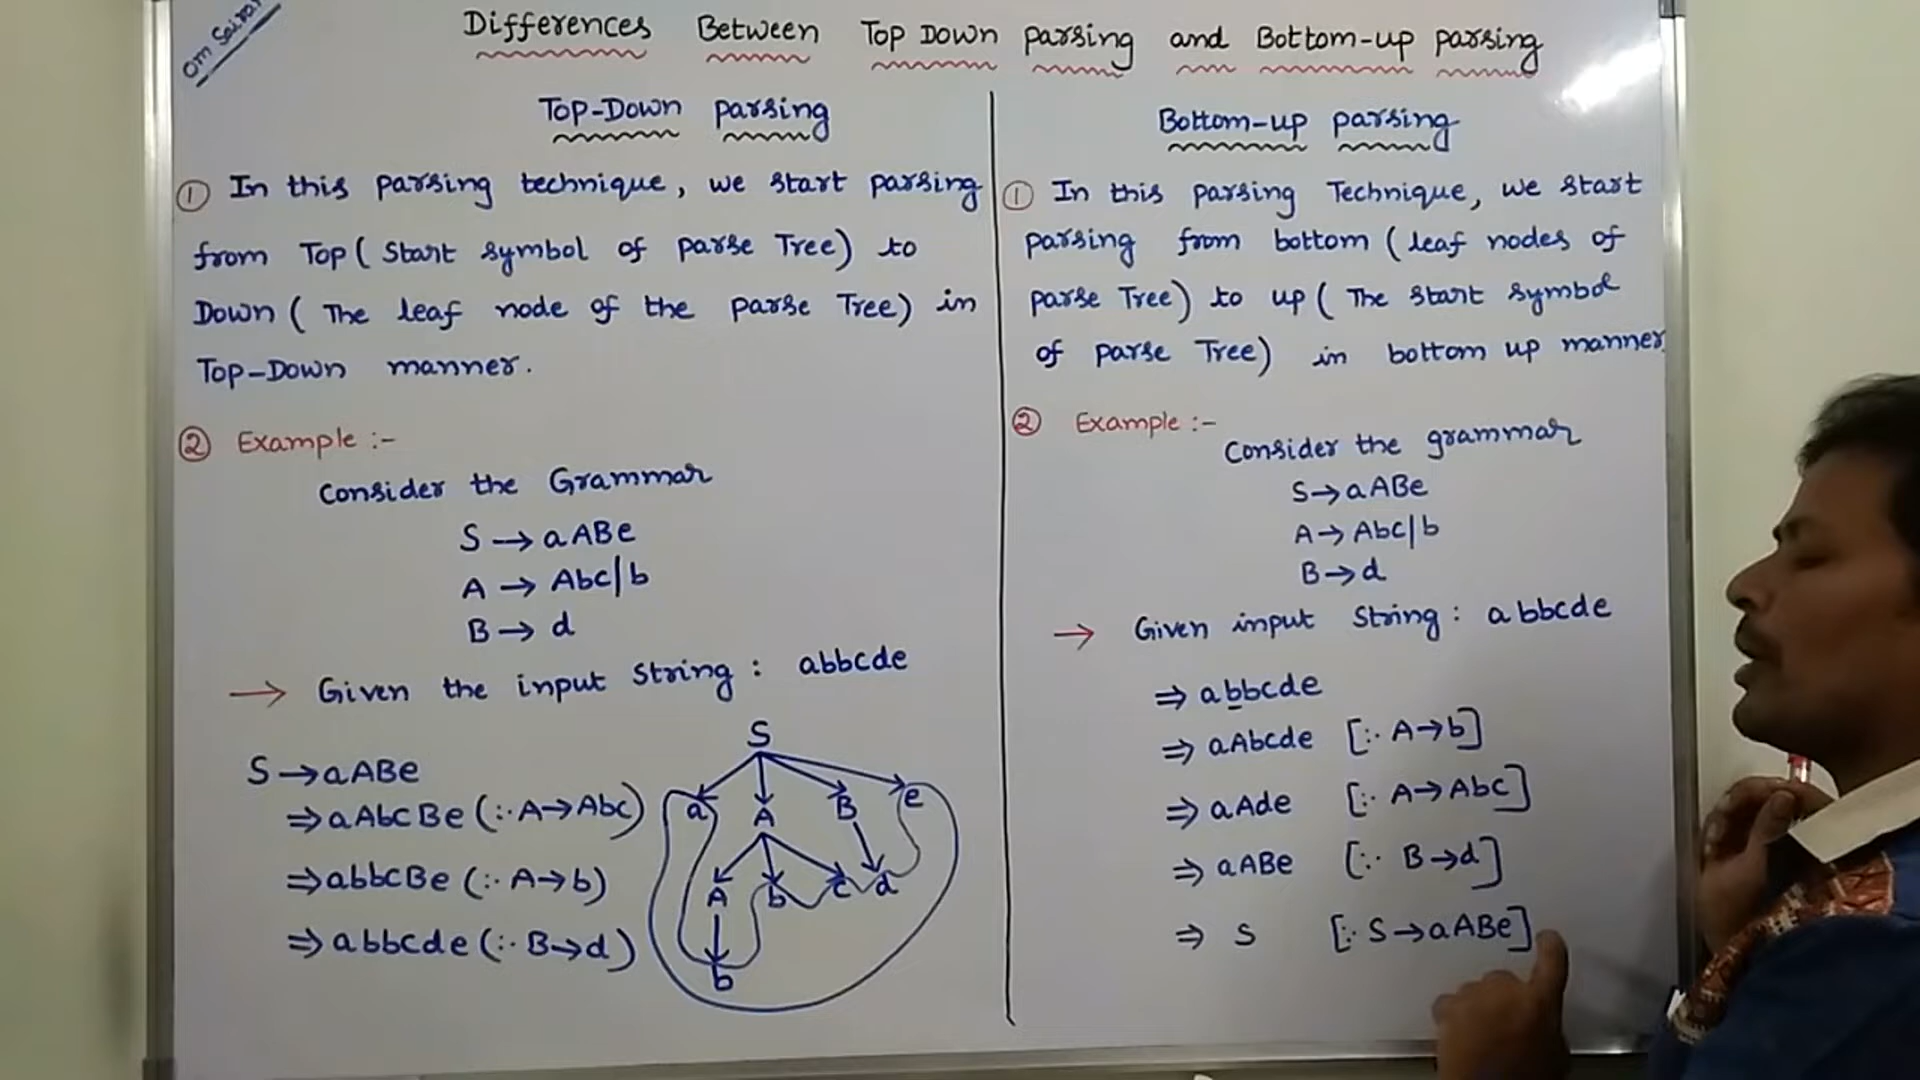 Om Sairam
Differences Between Top Down parsing and Bottom-up parsing
Top-Down parsing
① In this parsing technique, we start parsing
from Top ( Start symbol of parse Tree) to
Down ( The leaf node of the parse Tree) in
Top-Down manner.
② Example :-
Consider the Grammar
S → aABe
A → Abc|b
B → d
→ Given the input String : abbcde
S → aABe
⇒ aAbcBe (∵ A→Abc)
⇒ abbcBe (∵ A→b)
⇒ abbcde (∵ B→d)
S
a A B e
A b c d
b
Bottom-up parsing
① In this parsing Technique, we start
parsing from bottom ( leaf nodes of
parse Tree) to up ( The start symbol
of parse Tree) in bottom up manner
② Example :-
Consider the grammar
S → aABe
A → Abc|b
B → d
→ Given input String : abbcde
⇒ abbcde
⇒ aAbcde [∵ A→b]
⇒ aAde [∵ A→Abc]
⇒ aABe [∵ B→d]
⇒ S [∵ S→aABe]